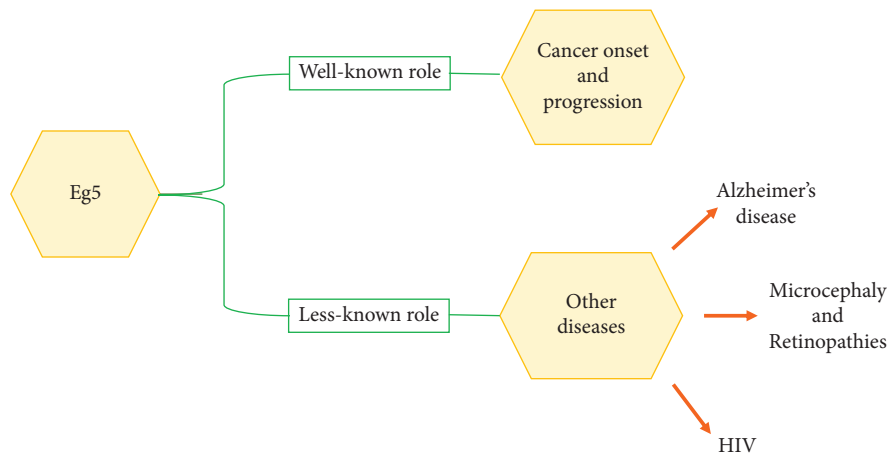 Eg5
Well-known role
Cancer onset
and
progression
Less-known role
Other
diseases
Alzheimer’s
disease
Microcephaly
and
Retinopathies
HIV